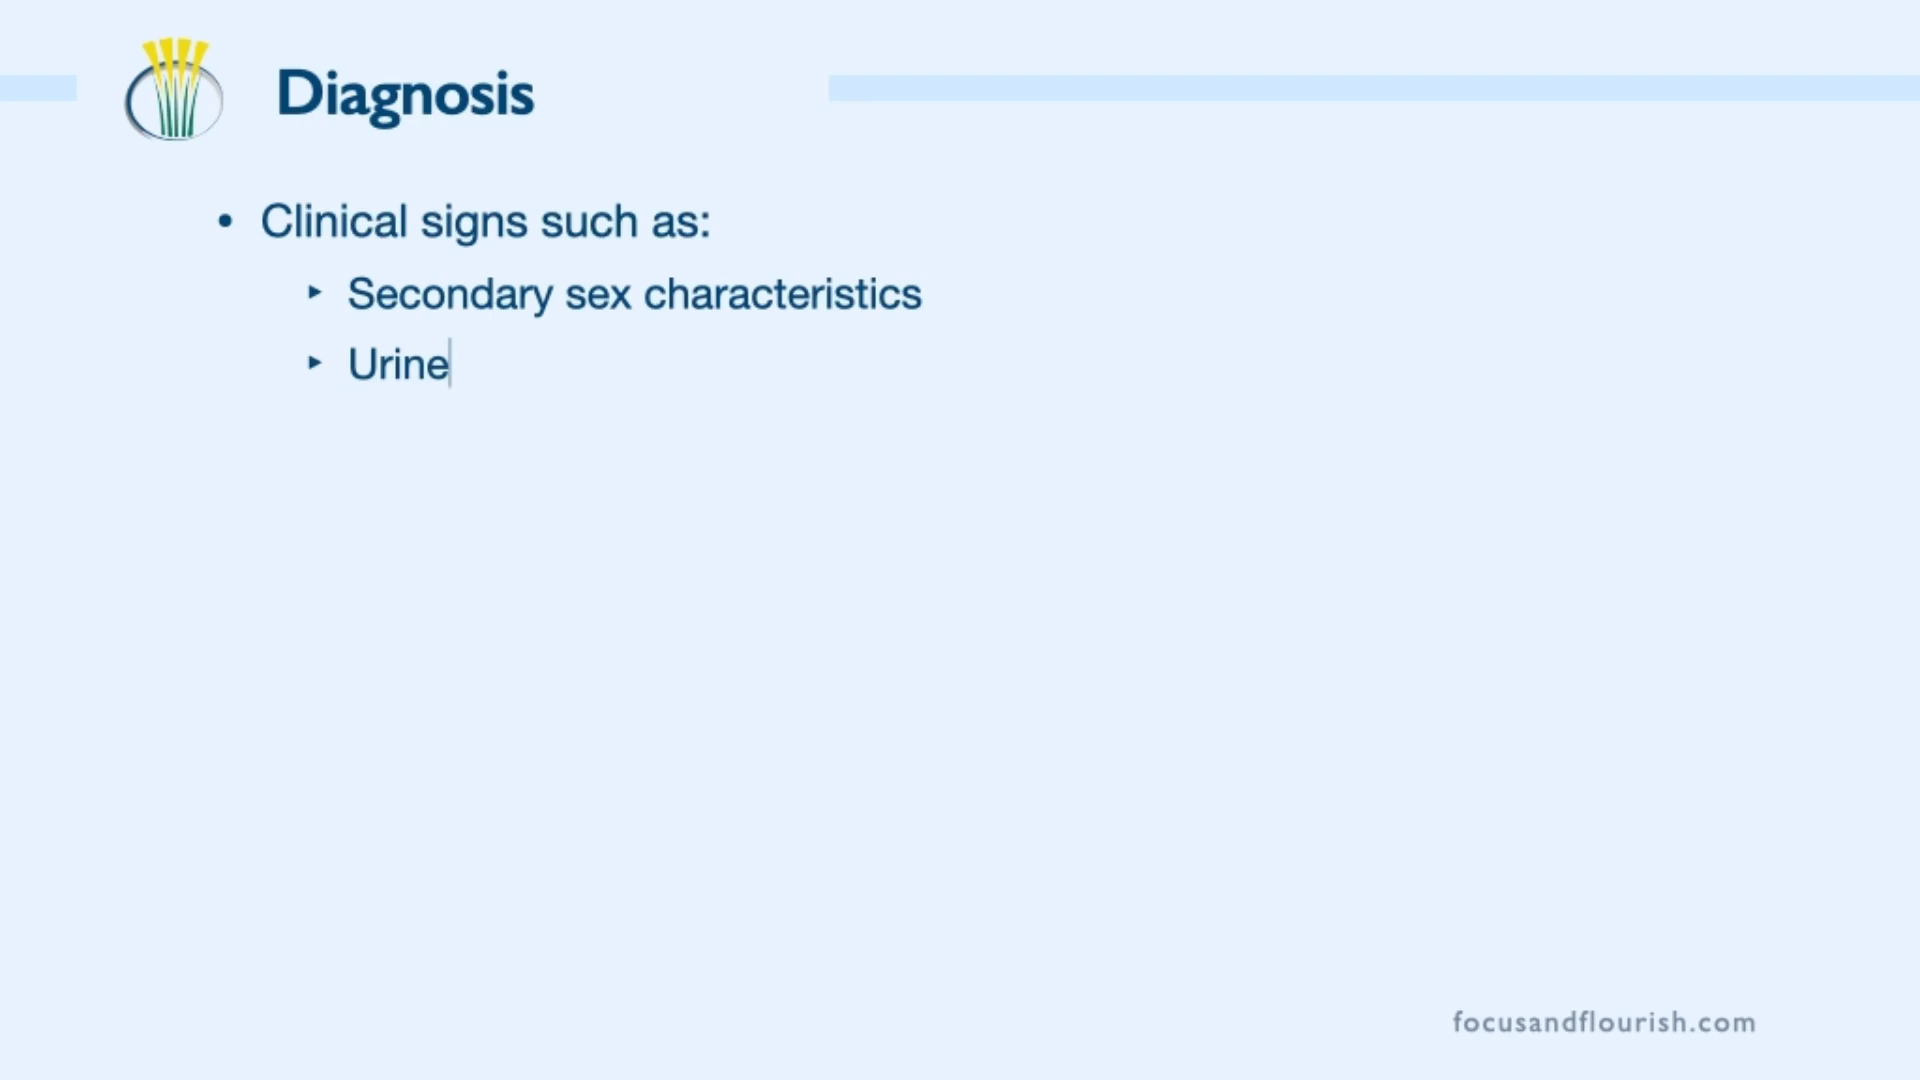 Diagnosis
• Clinical signs such as:
‣ Secondary sex characteristics
‣ Urine
focusandflourish.com